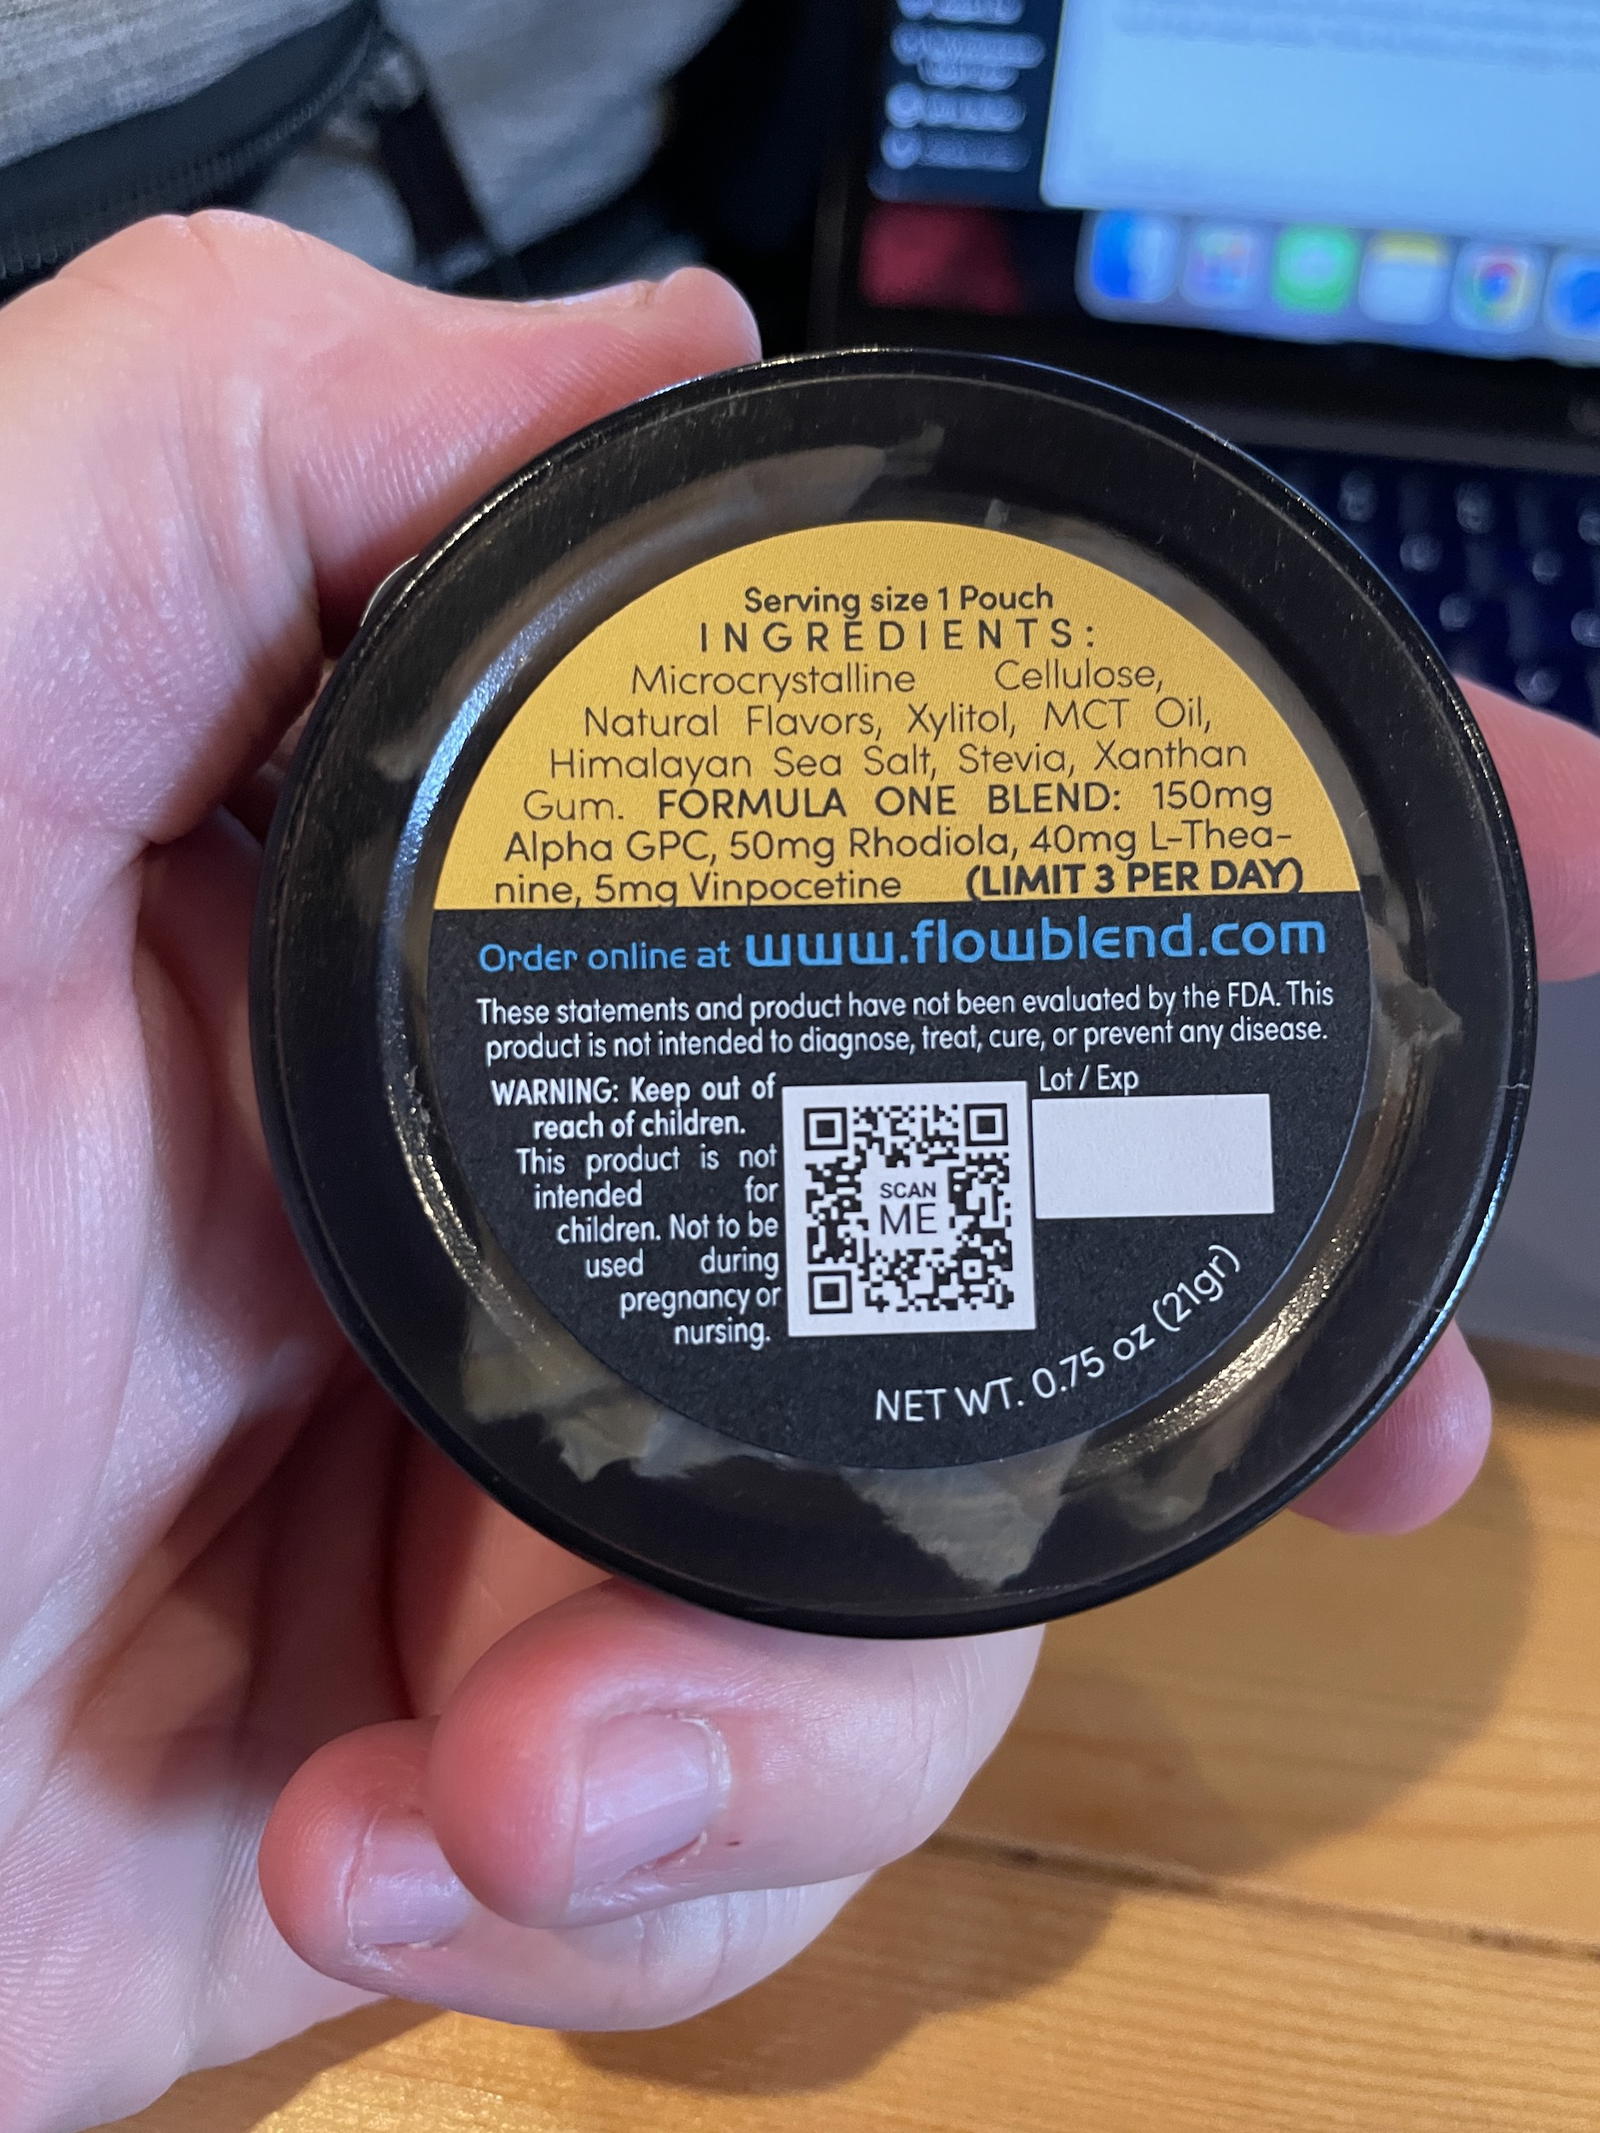 Serving size 1 Pouch
INGREDIENTS:
Microcrystalline Cellulose,
Natural Flavors, Xylitol, MCT Oil,
Himalayan Sea Salt, Stevia, Xanthan
Gum. FORMULA ONE BLEND: 150mg
Alpha GPC, 50mg Rhodiola, 40mg L-Thea-
nine, 5mg Vinpocetine (LIMIT 3 PER DAY)
Order online at www.flowblend.com
These statements and product have not been evaluated by the FDA. This
product is not intended to diagnose, treat, cure, or prevent any disease.
WARNING: Keep out of
reach of children.
This product is not
intended for
children. Not to be
used during
pregnancy or
nursing.
SCAN
ME
Lot / Exp
NET WT. 0.75 oz (21gr)